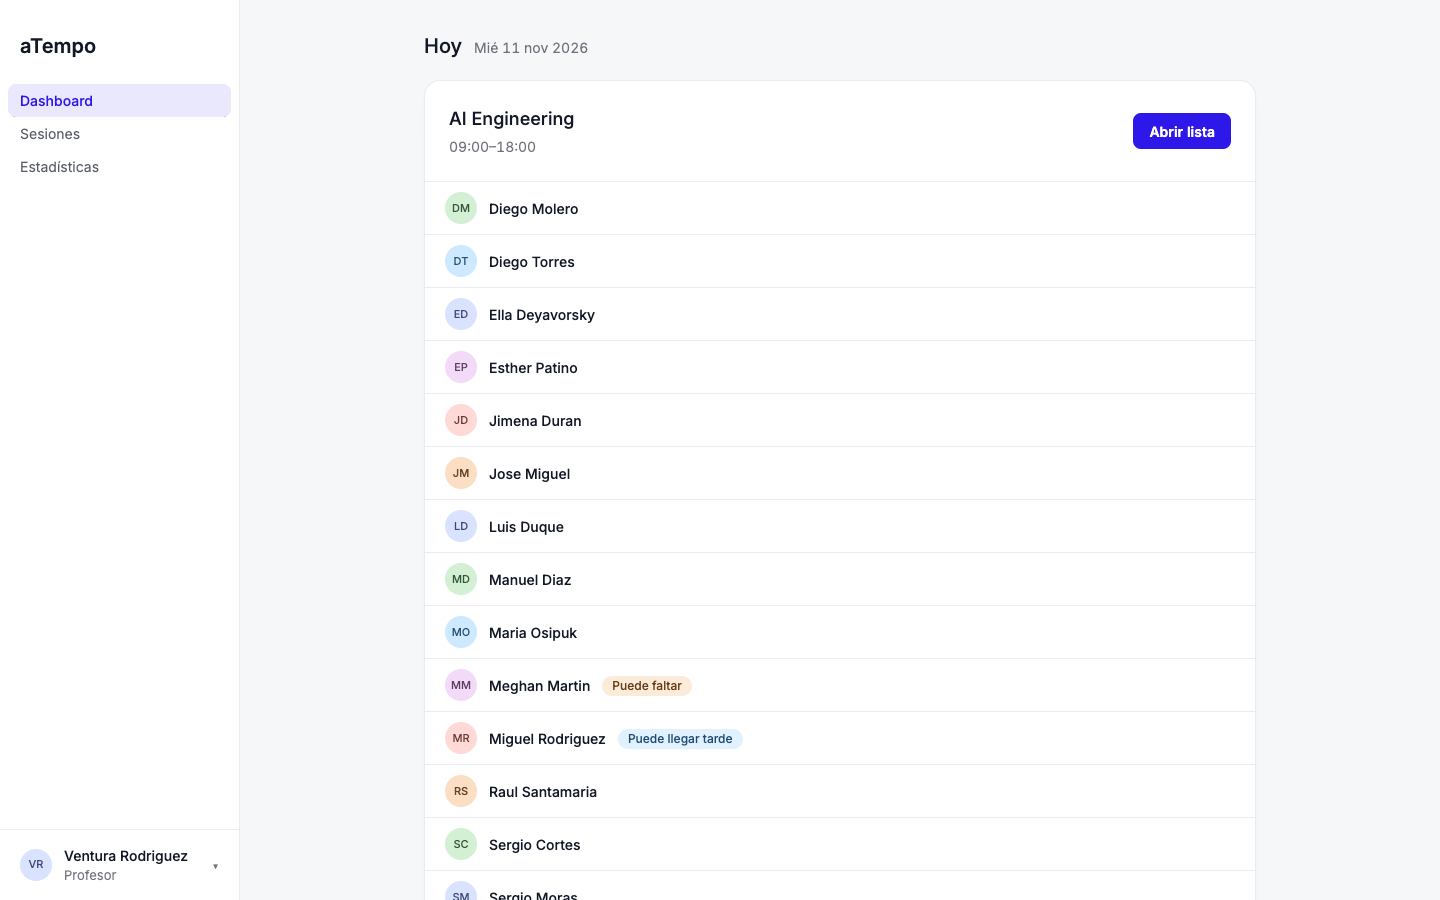 aTempo
Dashboard
Sesiones
Estadísticas
VR
Ventura Rodriguez
Profesor
Hoy Mié 11 nov 2026
AI Engineering
09:00–18:00
Abrir lista
DM Diego Molero
DT Diego Torres
ED Ella Deyavorsky
EP Esther Patino
JD Jimena Duran
JM Jose Miguel
LD Luis Duque
MD Manuel Diaz
MO Maria Osipuk
MM Meghan Martin Puede faltar
MR Miguel Rodriguez Puede llegar tarde
RS Raul Santamaria
SC Sergio Cortes
SM Sergio Moras